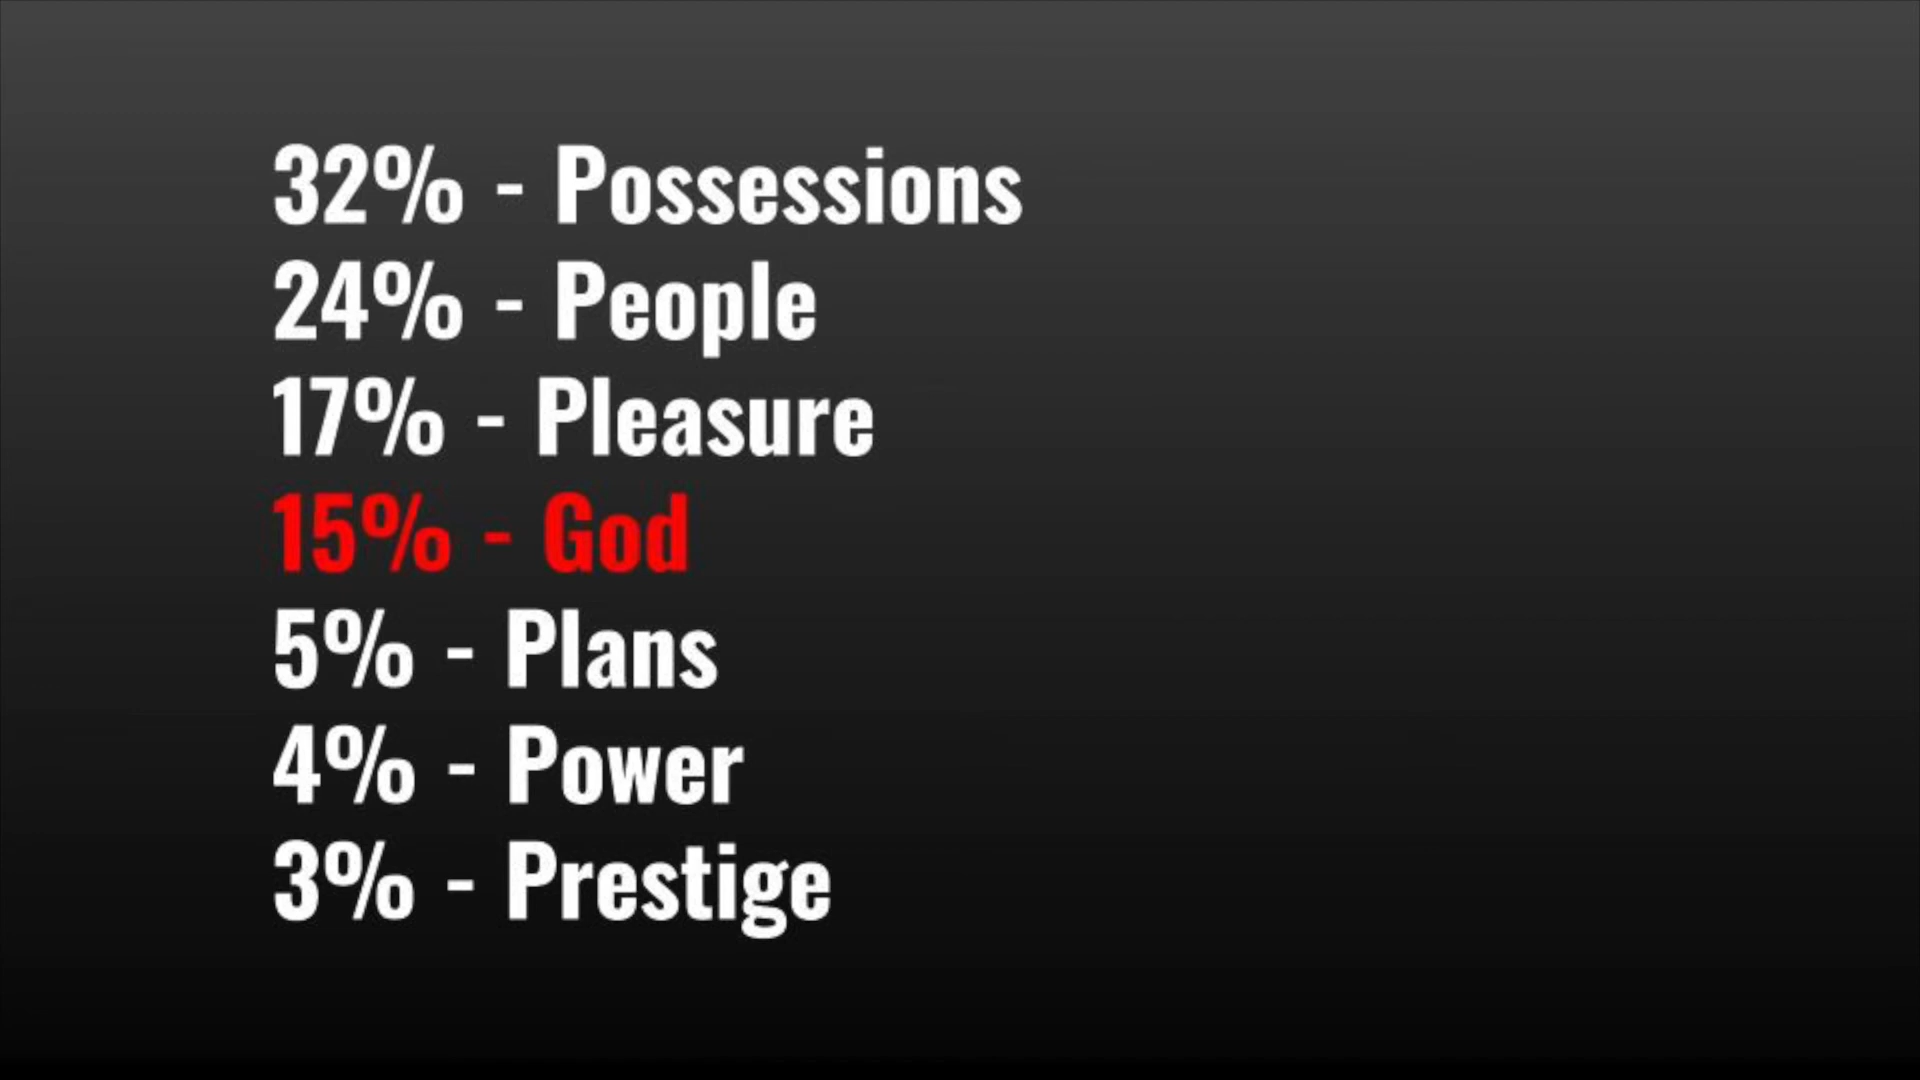 32% - Possessions
24% - People
17% - Pleasure
15% - God
5% - Plans
4% - Power
3% - Prestige